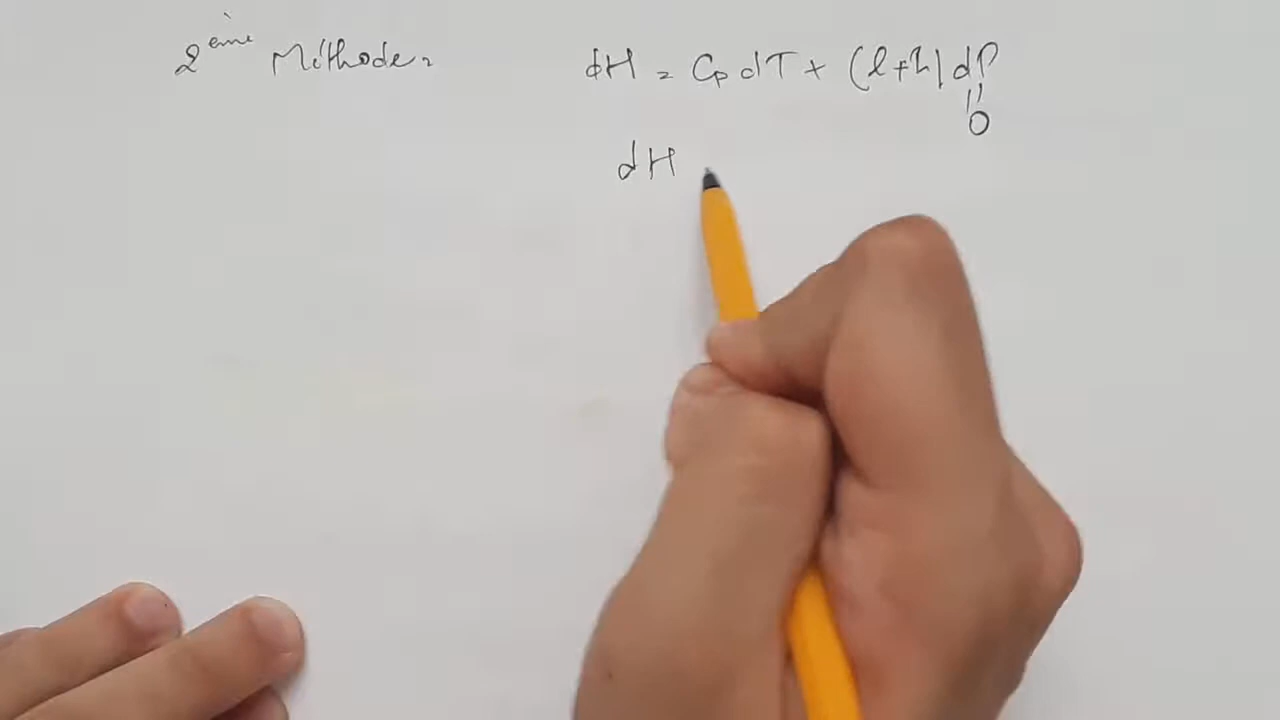 2ème Méthode= dH = Cp dT + (l+h) dP
"
0
dH